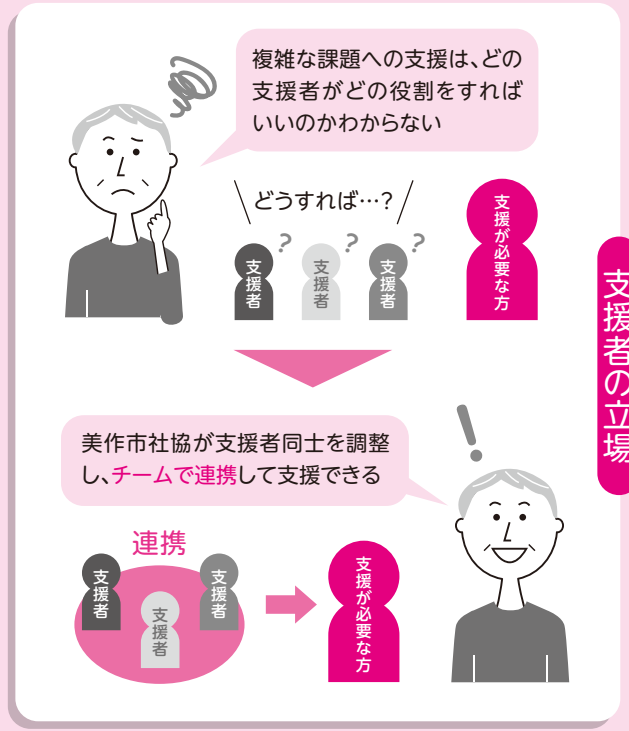 複雑な課題への支援は、どの
支援者がどの役割をすれば
いいのかわからない
どうすれば…?
?
?
?
支援者
支援者
支援者
支援が必要な方
支援者の立場
美作市社協が支援者同士を調整
し、チームで連携して支援できる
!
連携
支援者
支援者
支援者
支援が必要な方